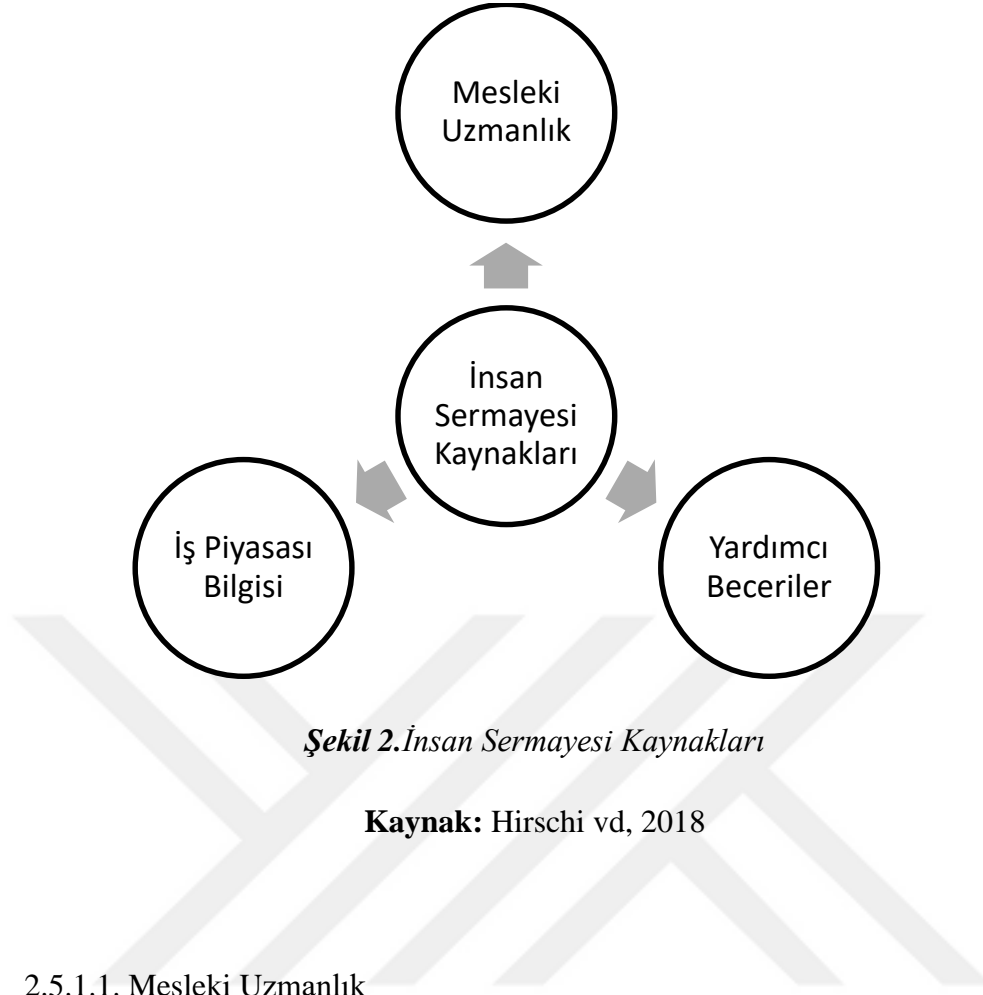 Mesleki
Uzmanlık
İnsan
Sermayesi
Kaynakları
İş Piyasası
Bilgisi
Yardımcı
Beceriler
Şekil 2.İnsan Sermayesi Kaynakları
Kaynak: Hirschi vd, 2018
2.5.1.1. Mesleki Uzmanlık